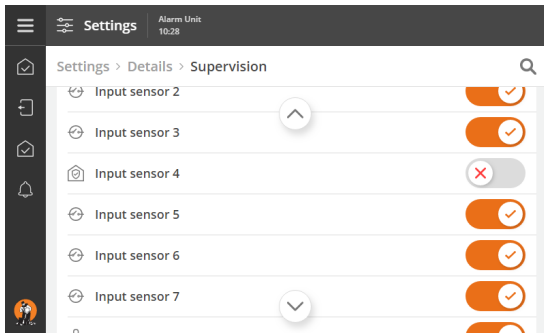 Settings
Alarm Unit
10:28
Settings > Details > Supervision
Input sensor 2
Input sensor 3
Input sensor 4
Input sensor 5
Input sensor 6
Input sensor 7